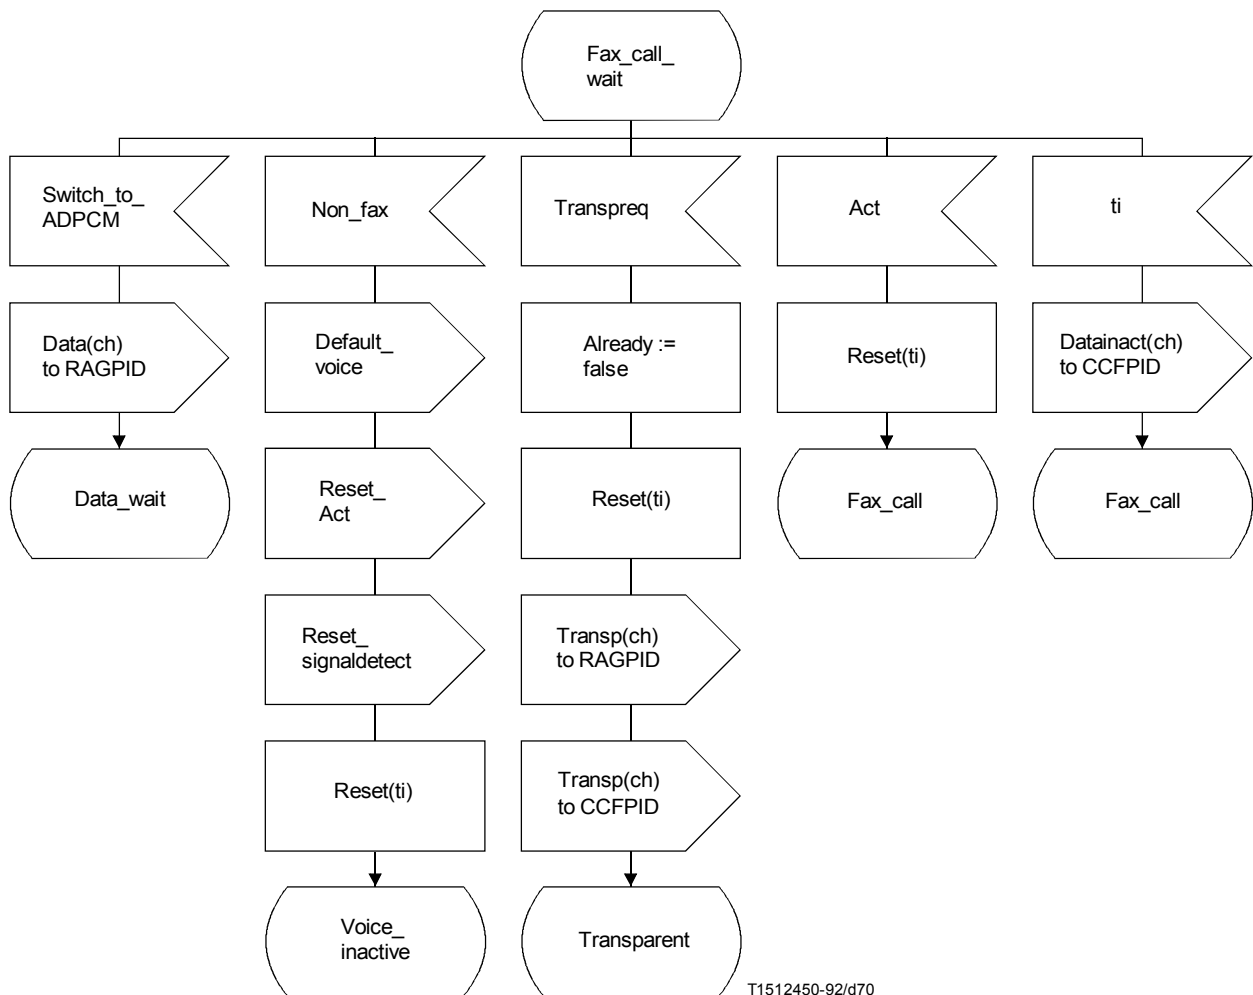 Fax_call_
wait
Switch_to_
ADPCM
Non_fax
Transpreq
Act
ti
Data(ch)
to RAGPID
Default_
voice
Already :=
false
Reset(ti)
Datainact(ch)
to CCFPID
Data_wait
Reset_
Act
Reset(ti)
Fax_call
Fax_call
Reset_
signaldetect
Transp(ch)
to RAGPID
Reset(ti)
Transp(ch)
to CCFPID
Voice_
inactive
Transparent
T1512450-92/d70